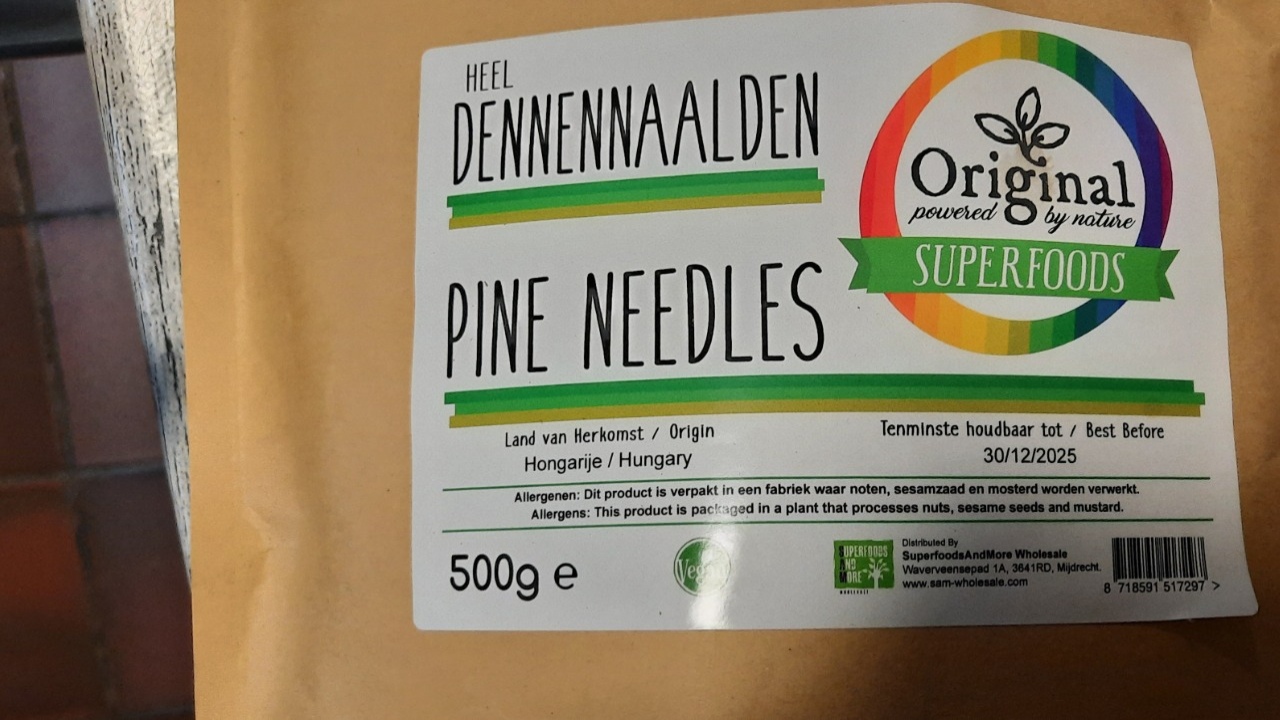 HEEL
DENNENNAALDEN
Original
powered by nature
SUPERFOODS
PINE NEEDLES
Land van Herkomst / Origin
Hongarije / Hungary
Tenminste houdbaar tot / Best Before
30/12/2025
Allergenen: Dit product is verpakt in een fabriek waar noten, sesamzaad en mosterd worden verwerkt.
Allergens: This product is packaged in a plant that processes nuts, sesame seeds and mustard.
500g e
Vegan
SUPERFOODS
AND
MORE
WHOLESALE
Distributed By
SuperfoodsAndMore Wholesale
Waverveensepad 1A, 3641RD, Mijdrecht.
www.sam-wholesale.com
8 718591 517297 >